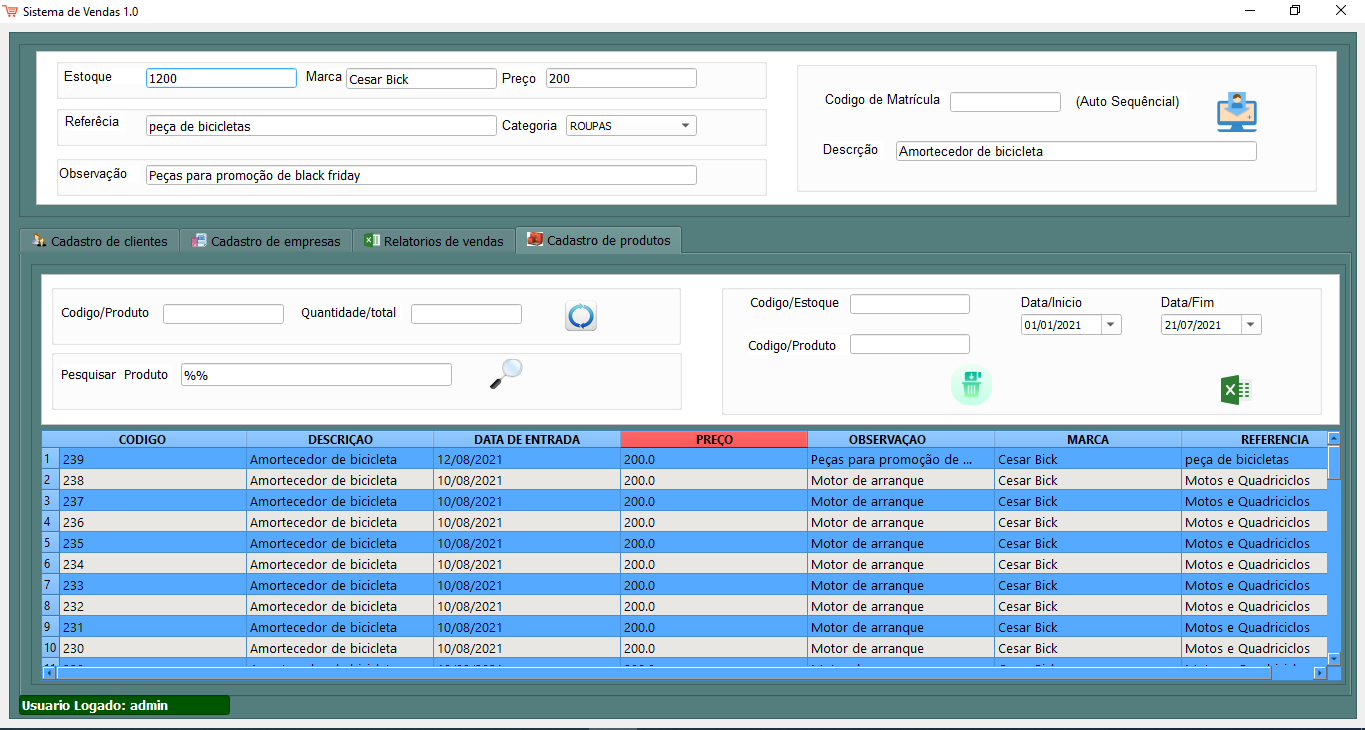 Sistema de Vendas 1.0
Estoque 1200 Marca Cesar Bick Preço 200
Referêcia peça de bicicletas Categoria ROUPAS
Observação Peças para promoção de black friday
Codigo de Matrícula (Auto Sequêncial)
Descrção Amortecedor de bicicleta
Cadastro de clientes Cadastro de empresas Relatorios de vendas Cadastro de produtos
Codigo/Produto Quantidade/total
Pesquisar Produto %%
Codigo/Estoque Data/Inicio Data/Fim
01/01/2021 21/07/2021
Codigo/Produto
CODIGO DESCRIÇAO DATA DE ENTRADA PREÇO OBSERVAÇAO MARCA REFERENCIA
1 239 Amortecedor de bicicleta 12/08/2021 200.0 Peças para promoção de ... Cesar Bick peça de bicicletas
2 238 Amortecedor de bicicleta 10/08/2021 200.0 Motor de arranque Cesar Bick Motos e Quadriciclos
3 237 Amortecedor de bicicleta 10/08/2021 200.0 Motor de arranque Cesar Bick Motos e Quadriciclos
4 236 Amortecedor de bicicleta 10/08/2021 200.0 Motor de arranque Cesar Bick Motos e Quadriciclos
5 235 Amortecedor de bicicleta 10/08/2021 200.0 Motor de arranque Cesar Bick Motos e Quadriciclos
6 234 Amortecedor de bicicleta 10/08/2021 200.0 Motor de arranque Cesar Bick Motos e Quadriciclos
7 233 Amortecedor de bicicleta 10/08/2021 200.0 Motor de arranque Cesar Bick Motos e Quadriciclos
8 232 Amortecedor de bicicleta 10/08/2021 200.0 Motor de arranque Cesar Bick Motos e Quadriciclos
9 231 Amortecedor de bicicleta 10/08/2021 200.0 Motor de arranque Cesar Bick Motos e Quadriciclos
10 230 Amortecedor de bicicleta 10/08/2021 200.0 Motor de arranque Cesar Bick Motos e Quadriciclos
Usuario Logado: admin